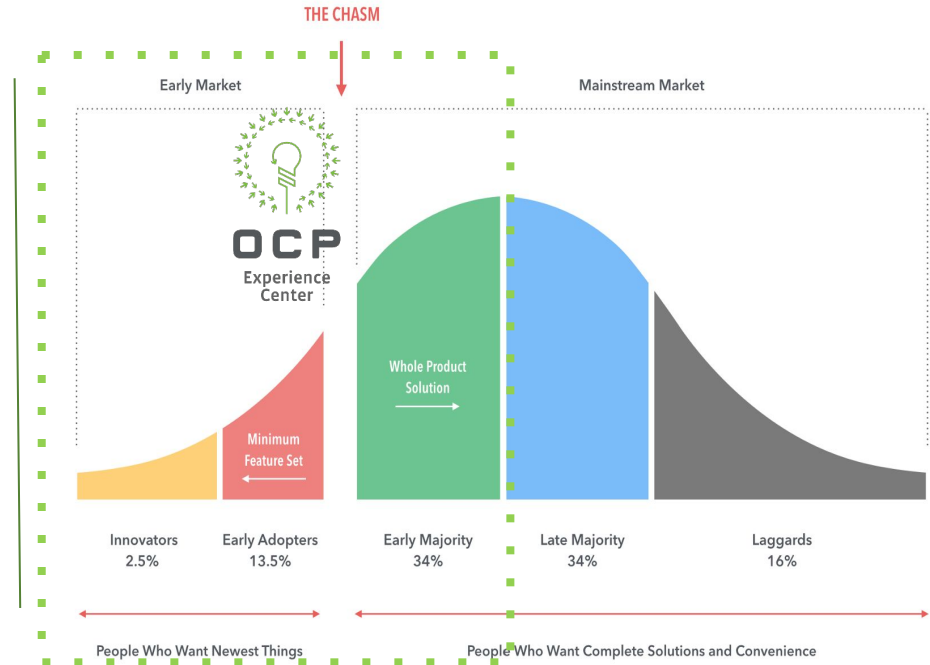 THE CHASM
Early Market
Mainstream Market
OCP
Experience
Center
Whole Product
Solution
Minimum
Feature Set
Innovators
2.5%
Early Adopters
13.5%
Early Majority
34%
Late Majority
34%
Laggards
16%
People Who Want Newest Things
People Who Want Complete Solutions and Convenience